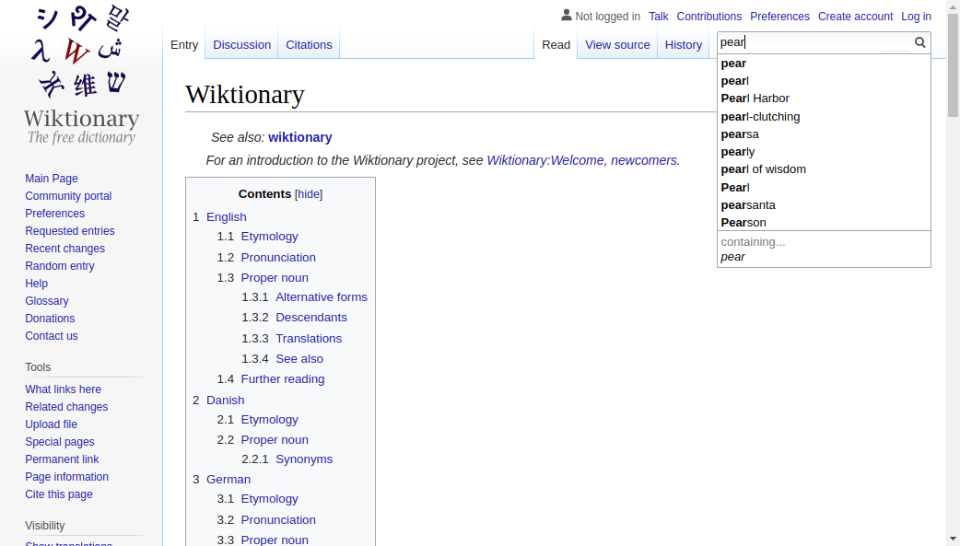 シ
말
λ
W
ش
维
ש
Wiktionary
The free dictionary
Main Page
Community portal
Preferences
Requested entries
Recent changes
Random entry
Help
Glossary
Donations
Contact us
Tools
What links here
Related changes
Upload file
Special pages
Permanent link
Page information
Cite this page
Visibility
Show translations
Not logged in Talk Contributions Preferences Create account Log in
Entry Discussion Citations Read View source History
pear
pear
pearl
Pearl Harbor
pearl-clutching
pearsa
pearly
pearl of wisdom
Pearl
pearsanta
Pearson
containing...
pear
Wiktionary
See also: wiktionary
For an introduction to the Wiktionary project, see Wiktionary:Welcome, newcomers.
Contents [hide]
1 English
1.1 Etymology
1.2 Pronunciation
1.3 Proper noun
1.3.1 Alternative forms
1.3.2 Descendants
1.3.3 Translations
1.3.4 See also
1.4 Further reading
2 Danish
2.1 Etymology
2.2 Proper noun
2.2.1 Synonyms
3 German
3.1 Etymology
3.2 Pronunciation
3.3 Proper noun